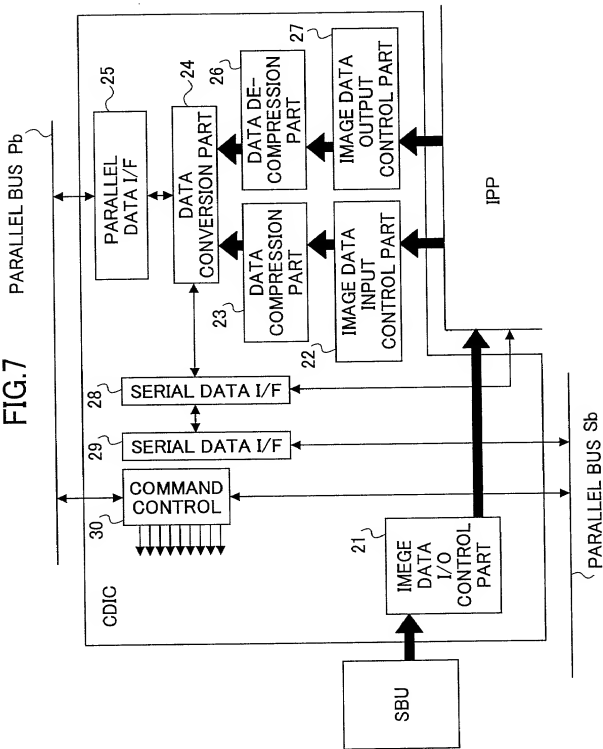 FIG.7
PARALLEL BUS Pb
CDIC
30
COMMAND
CONTROL
29
SERIAL DATA I/F
28
SERIAL DATA I/F
25
PARALLEL
DATA I/F
24
DATA
CONVERSION PART
23
DATA
COMPRESSION
PART
26
DATA DE-
COMPRESSION
PART
22
IMAGE DATA
INPUT
CONTROL PART
27
IMAGE DATA
OUTPUT
CONTROL PART
21
IMEGE
DATA
I/O
CONTROL
PART
SBU
IPP
PARALLEL BUS Sb